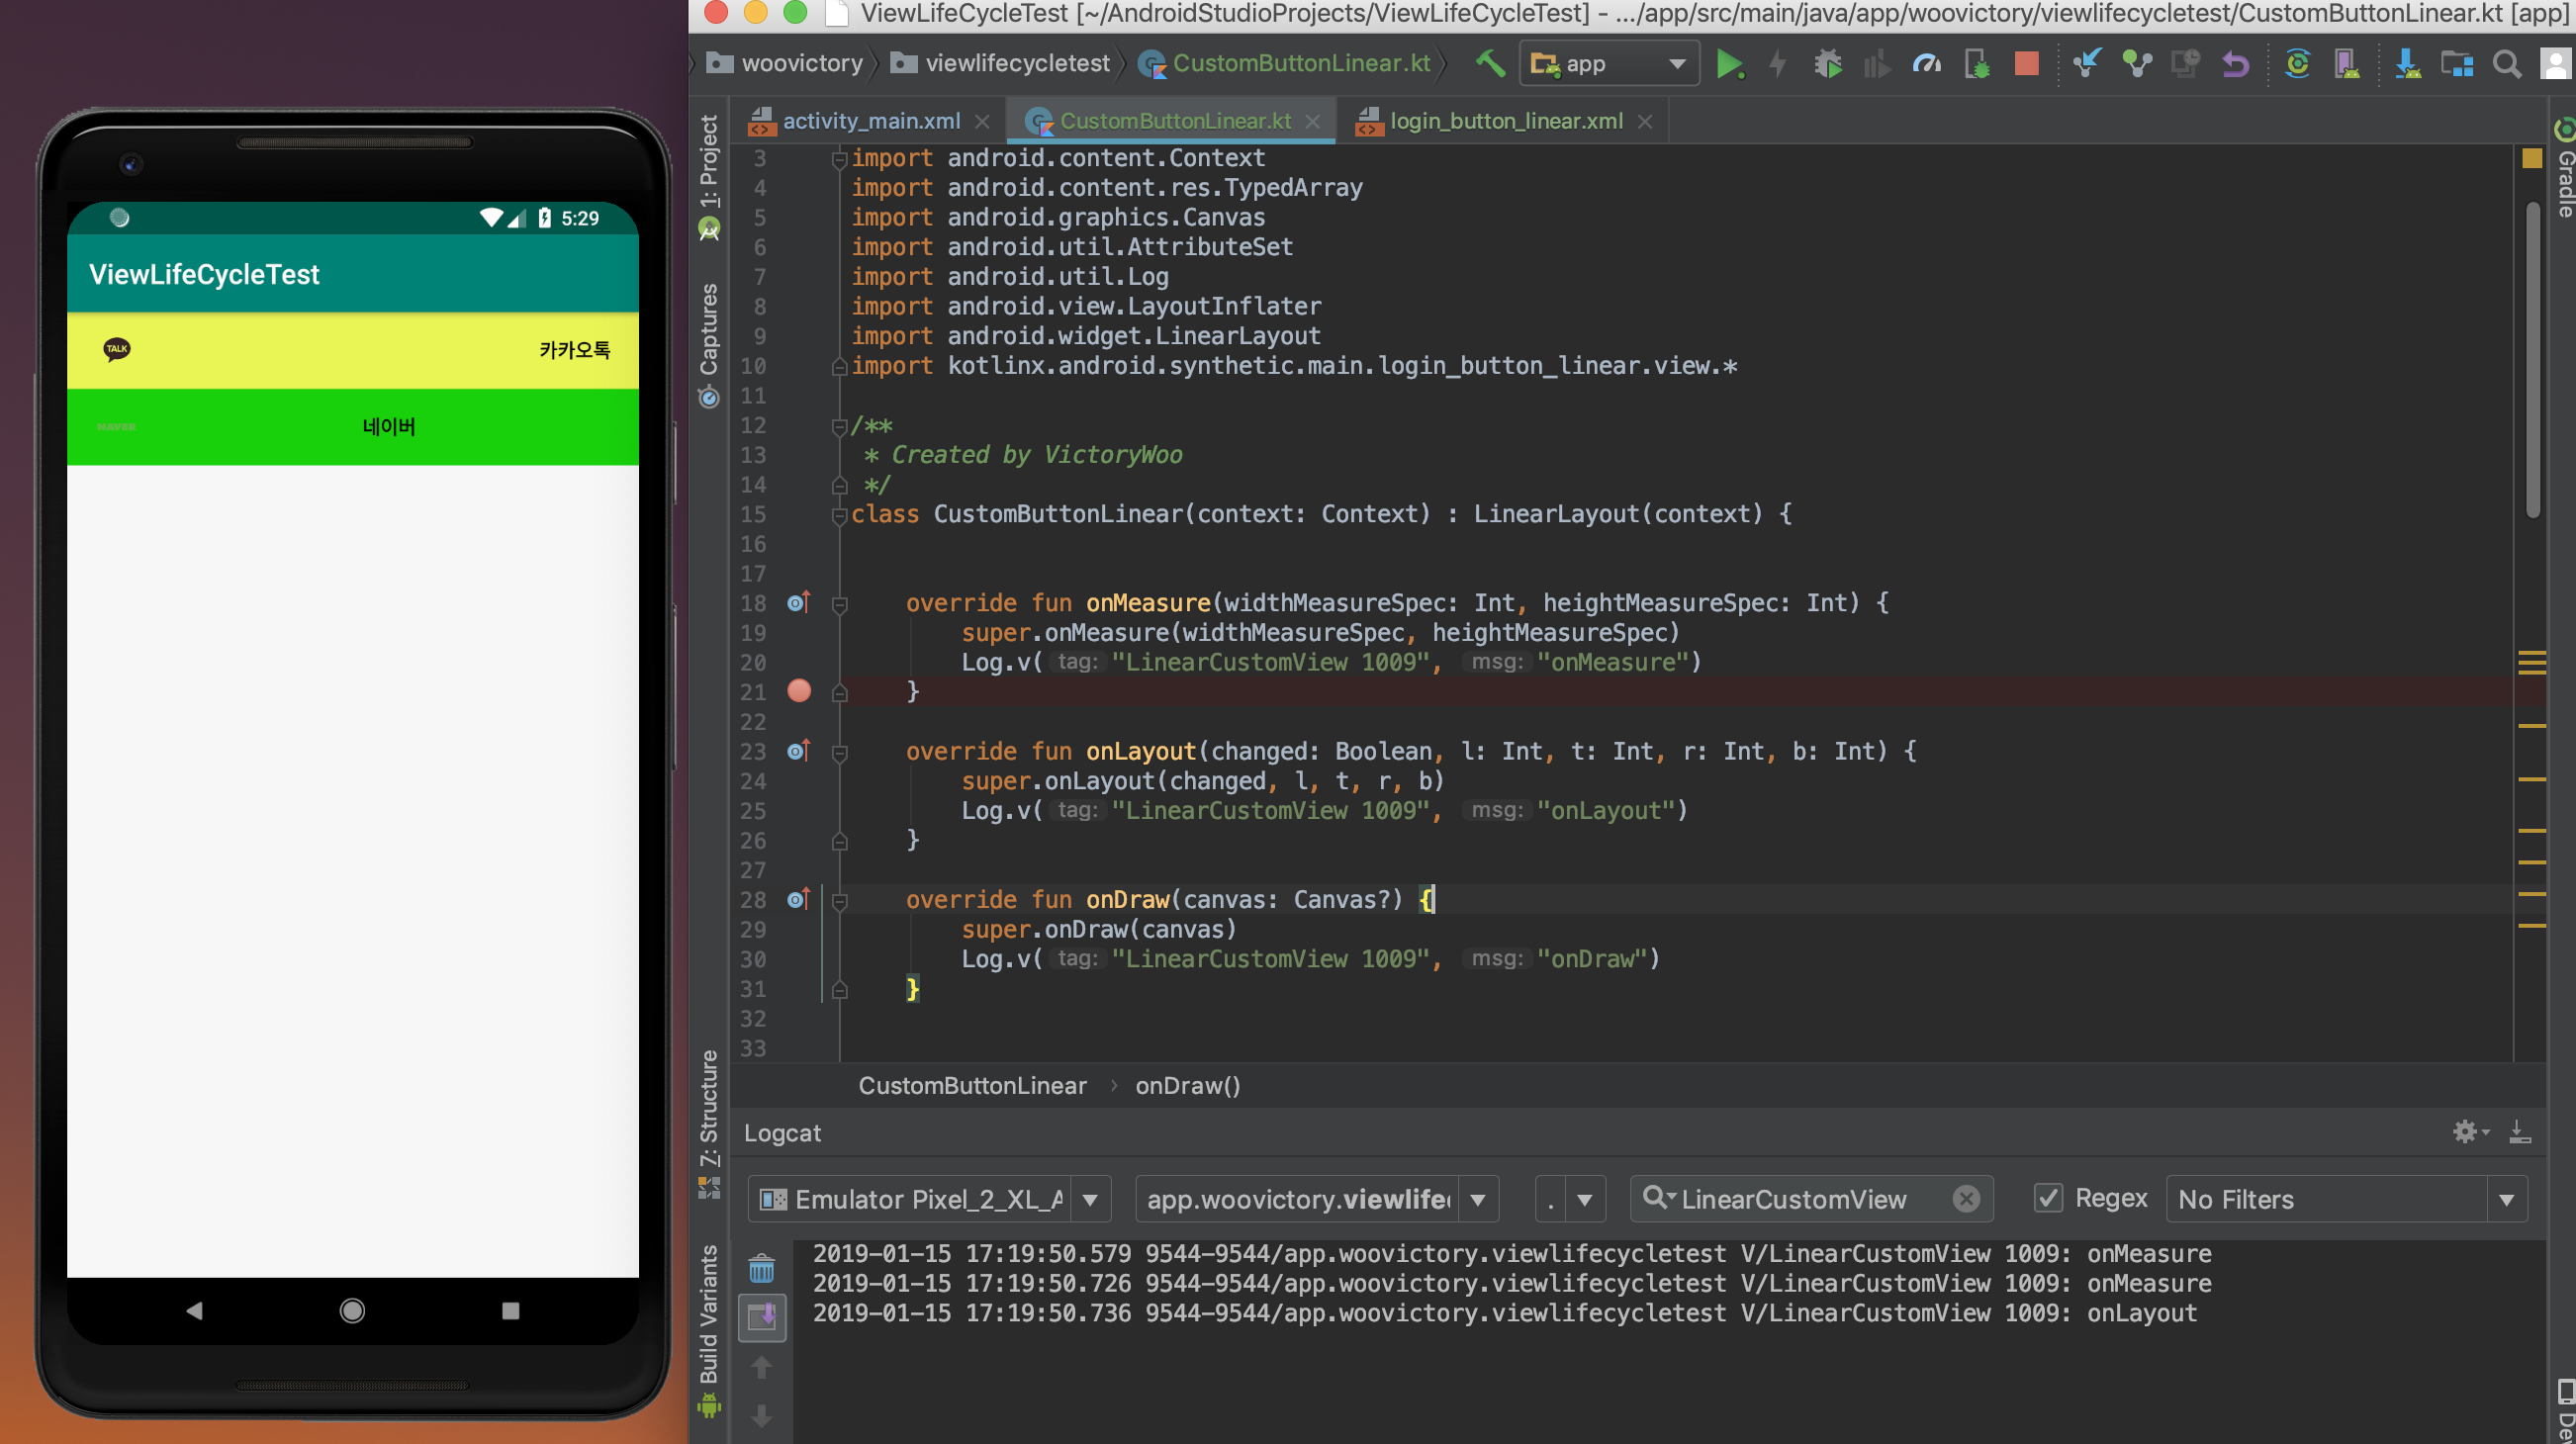 5:29
ViewLifeCycleTest
TALK
카카오톡
NAVER
네이버
ViewLifeCycleTest [~/AndroidStudioProjects/ViewLifeCycleTest] - .../app/src/main/java/app/woovictory/viewlifecycletest/CustomButtonLinear.kt [app]
woovictory
viewlifecycletest
CustomButtonLinear.kt
app
activity_main.xml
CustomButtonLinear.kt
login_button_linear.xml
1: Project
Captures
7: Structure
Build Variants
Gradle
3 import android.content.Context
4 import android.content.res.TypedArray
5 import android.graphics.Canvas
6 import android.util.AttributeSet
7 import android.util.Log
8 import android.view.LayoutInflater
9 import android.widget.LinearLayout
10 import kotlinx.android.synthetic.main.login_button_linear.view.*
11
12 /**
13 * Created by VictoryWoo
14 */
15 class CustomButtonLinear(context: Context) : LinearLayout(context) {
16
17
18 override fun onMeasure(widthMeasureSpec: Int, heightMeasureSpec: Int) {
19 super.onMeasure(widthMeasureSpec, heightMeasureSpec)
20 Log.v( tag: "LinearCustomView 1009", msg: "onMeasure")
21 }
22
23 override fun onLayout(changed: Boolean, l: Int, t: Int, r: Int, b: Int) {
24 super.onLayout(changed, l, t, r, b)
25 Log.v( tag: "LinearCustomView 1009", msg: "onLayout")
26 }
27
28 override fun onDraw(canvas: Canvas?) {
29 super.onDraw(canvas)
30 Log.v( tag: "LinearCustomView 1009", msg: "onDraw")
31 }
32
33
CustomButtonLinear › onDraw()
Logcat
Emulator Pixel_2_XL_A
app.woovictory.viewlife
.
LinearCustomView
Regex
No Filters
2019-01-15 17:19:50.579 9544-9544/app.woovictory.viewlifecycletest V/LinearCustomView 1009: onMeasure
2019-01-15 17:19:50.726 9544-9544/app.woovictory.viewlifecycletest V/LinearCustomView 1009: onMeasure
2019-01-15 17:19:50.736 9544-9544/app.woovictory.viewlifecycletest V/LinearCustomView 1009: onLayout